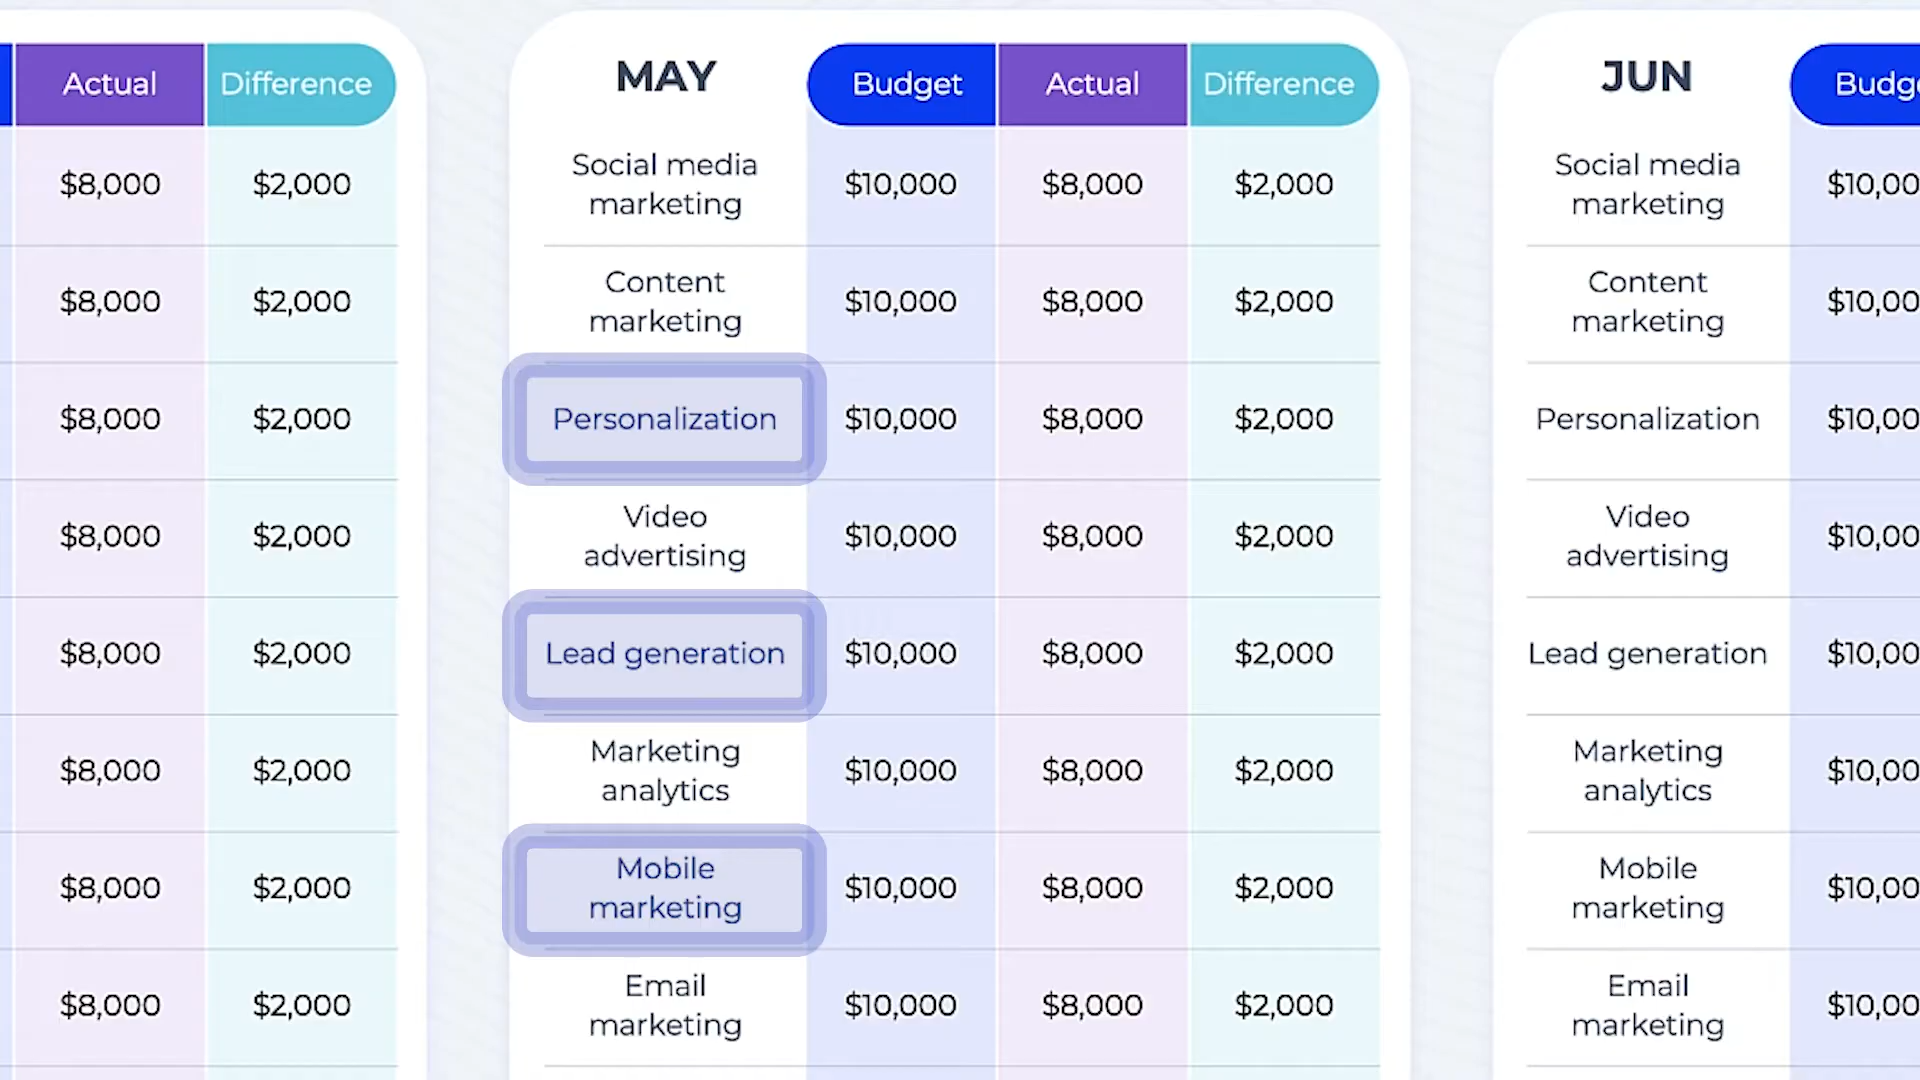 Actual Difference
$8,000 $2,000
$8,000 $2,000
$8,000 $2,000
$8,000 $2,000
$8,000 $2,000
$8,000 $2,000
$8,000 $2,000
$8,000 $2,000
MAY Budget Actual Difference
Social media
marketing
$10,000 $8,000 $2,000
Content
marketing
$10,000 $8,000 $2,000
Personalization $10,000 $8,000 $2,000
Video
advertising
$10,000 $8,000 $2,000
Lead generation $10,000 $8,000 $2,000
Marketing
analytics
$10,000 $8,000 $2,000
Mobile
marketing
$10,000 $8,000 $2,000
Email
marketing
$10,000 $8,000 $2,000
JUN
Social media
marketing
Content
marketing
Personalization
Video
advertising
Lead generation
Marketing
analytics
Mobile
marketing
Email
marketing